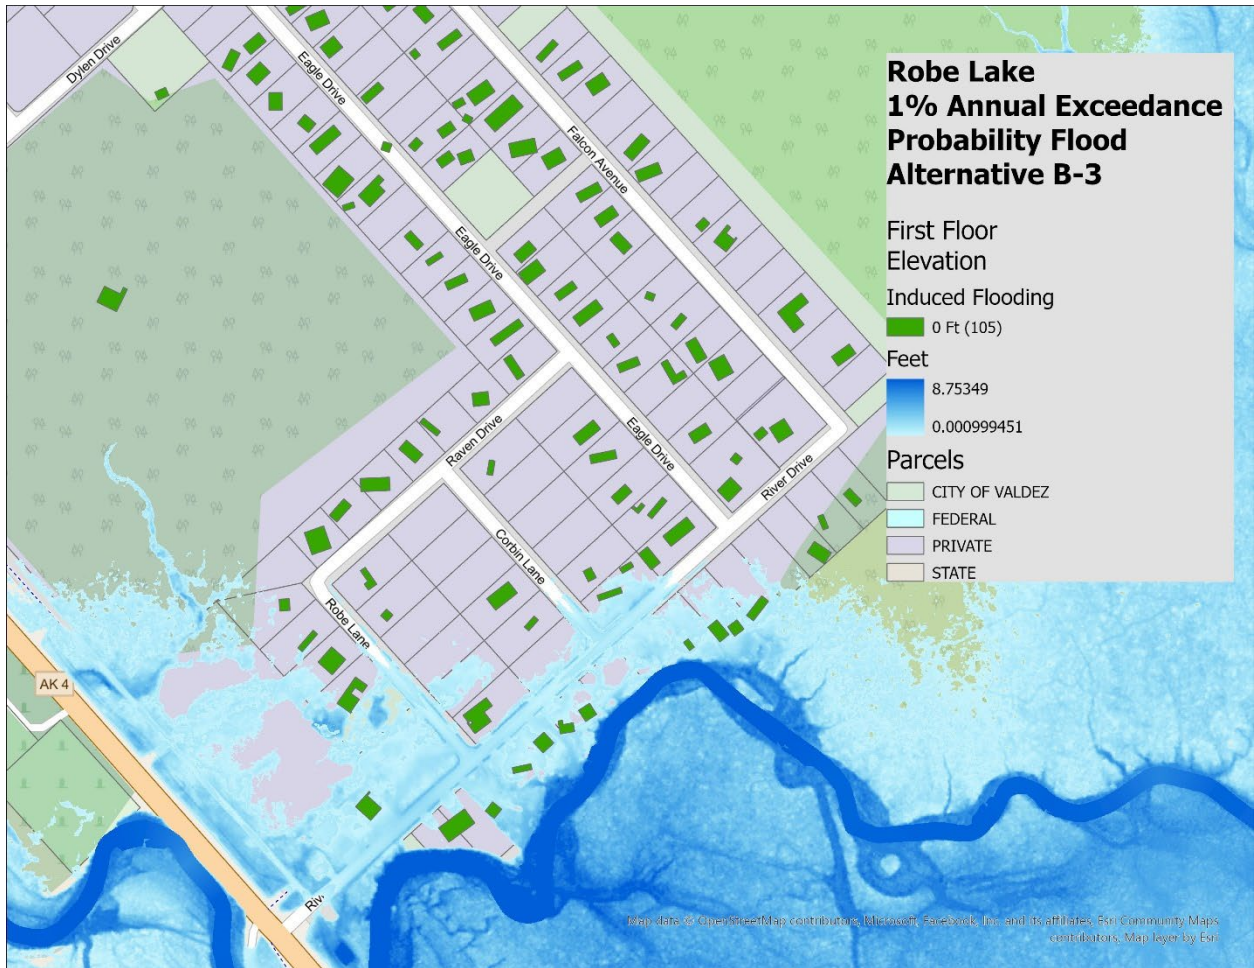 Dylen Drive
Eagle Drive
Falcon Avenue
Eagle Drive
Raven Drive
Eagle Drive
River Drive
Corbin Lane
Robe Lane
AK 4
Riv
Robe Lake
1% Annual Exceedance
Probability Flood
Alternative B-3
First Floor
Elevation
Induced Flooding
0 Ft (105)
Feet
8.75349
0.000999451
Parcels
CITY OF VALDEZ
FEDERAL
PRIVATE
STATE
Map data © OpenStreetMap contributors, Microsoft, Facebook, Inc. and its affiliates, Esri Community Maps
contributors, Map layer by Esri